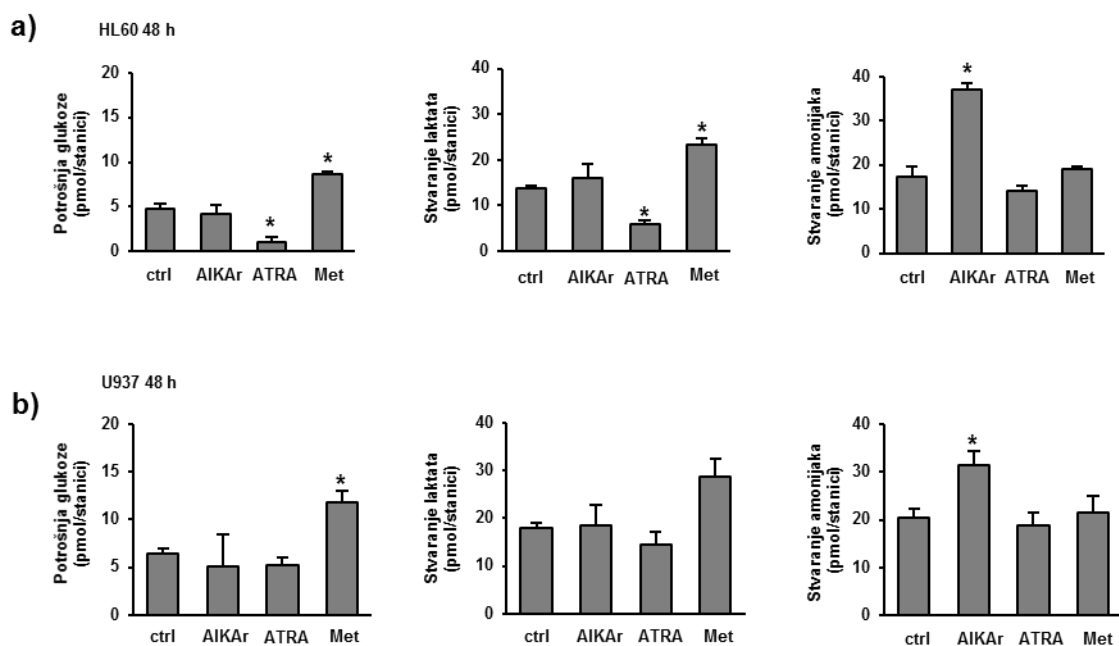 a)
HL60 48 h
Potrošnja glukoze
(pmol/stanici)
20
15
10
5
0
*
*
ctrl AIKAr ATRA Met
Stvaranje laktata
(pmol/stanici)
40
30
20
10
0
*
*
ctrl AIKAr ATRA Met
Stvaranje amonijaka
(pmol/stanici)
40
30
20
10
0
*
ctrl AIKAr ATRA Met
b)
U937 48 h
Potrošnja glukoze
(pmol/stanici)
20
15
10
5
0
*
ctrl AIKAr ATRA Met
Stvaranje laktata
(pmol/stanici)
40
30
20
10
0
ctrl AIKAr ATRA Met
Stvaranje amonijaka
(pmol/stanici)
40
30
20
10
0
*
ctrl AIKAr ATRA Met